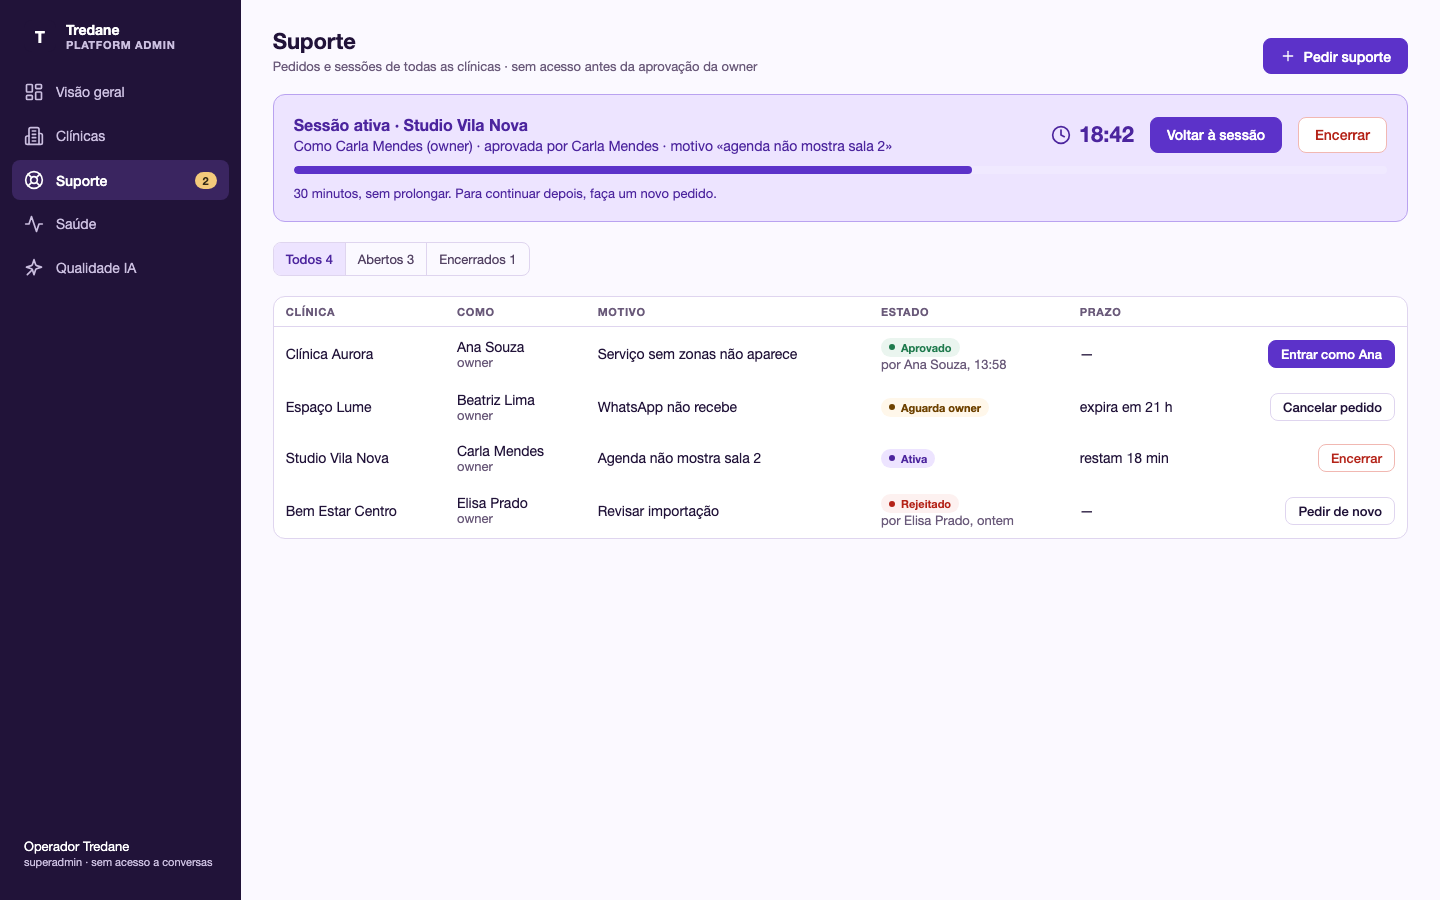 T
Tredane
PLATFORM ADMIN
Visão geral
Clínicas
Suporte 2
Saúde
Qualidade IA
Operador Tredane
superadmin · sem acesso a conversas
Suporte
Pedidos e sessões de todas as clínicas · sem acesso antes da aprovação da owner
+ Pedir suporte
Sessão ativa · Studio Vila Nova
Como Carla Mendes (owner) · aprovada por Carla Mendes · motivo «agenda não mostra sala 2»
18:42 Voltar à sessão Encerrar
30 minutos, sem prolongar. Para continuar depois, faça um novo pedido.
Todos 4 Abertos 3 Encerrados 1
CLÍNICA COMO MOTIVO ESTADO PRAZO
Clínica Aurora Ana Souza owner Serviço sem zonas não aparece Aprovado por Ana Souza, 13:58 — Entrar como Ana
Espaço Lume Beatriz Lima owner WhatsApp não recebe Aguarda owner expira em 21 h Cancelar pedido
Studio Vila Nova Carla Mendes owner Agenda não mostra sala 2 Ativa restam 18 min Encerrar
Bem Estar Centro Elisa Prado owner Revisar importação Rejeitado por Elisa Prado, ontem — Pedir de novo